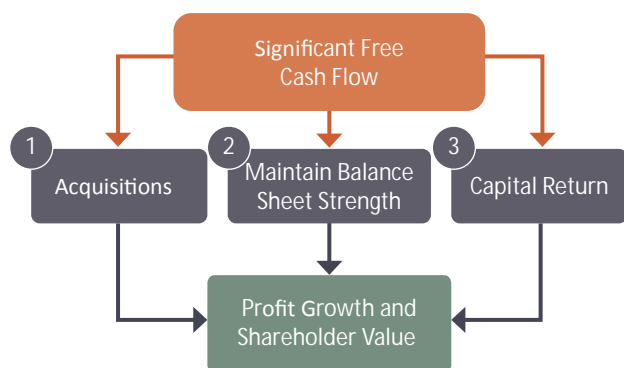 Significant Free
Cash Flow
1
Acquisitions
2
Maintain Balance
Sheet Strength
3
Capital Return
Profit Growth and
Shareholder Value